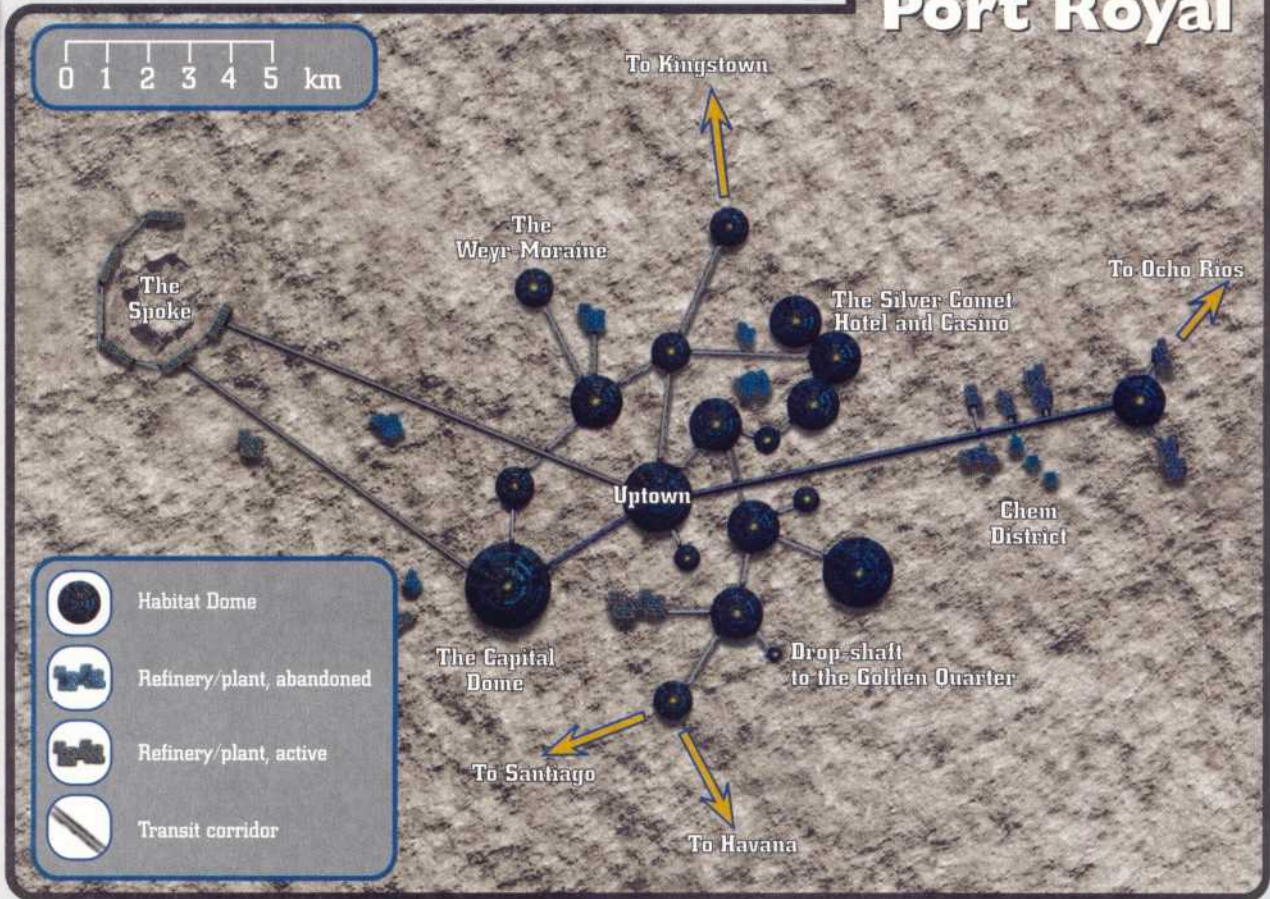 Port Royal
0 1 2 3 4 5 km
To Kingstown
The
Weyr-Moraine
To Ocho Rios
The
Spoke
The Silver Comet
Hotel and Casino
Uptown
Chem
District
Habitat Dome
Refinery/plant, abandoned
Refinery/plant, active
Transit corridor
The Capital
Dome
Drop-shaft
to the Golden Quarter
To Santiago
To Havana